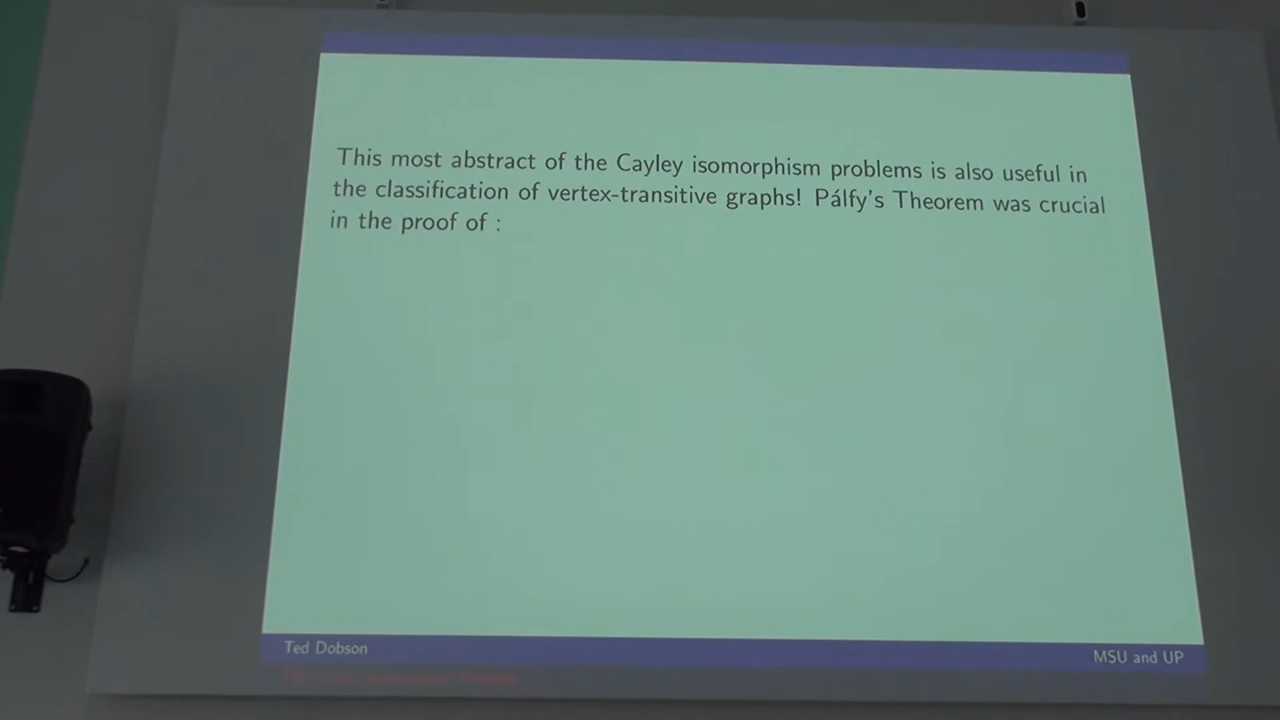 This most abstract of the Cayley isomorphism problems is also useful in
the classification of vertex-transitive graphs! Pálfy's Theorem was crucial
in the proof of :
Ted Dobson
MSU and UP